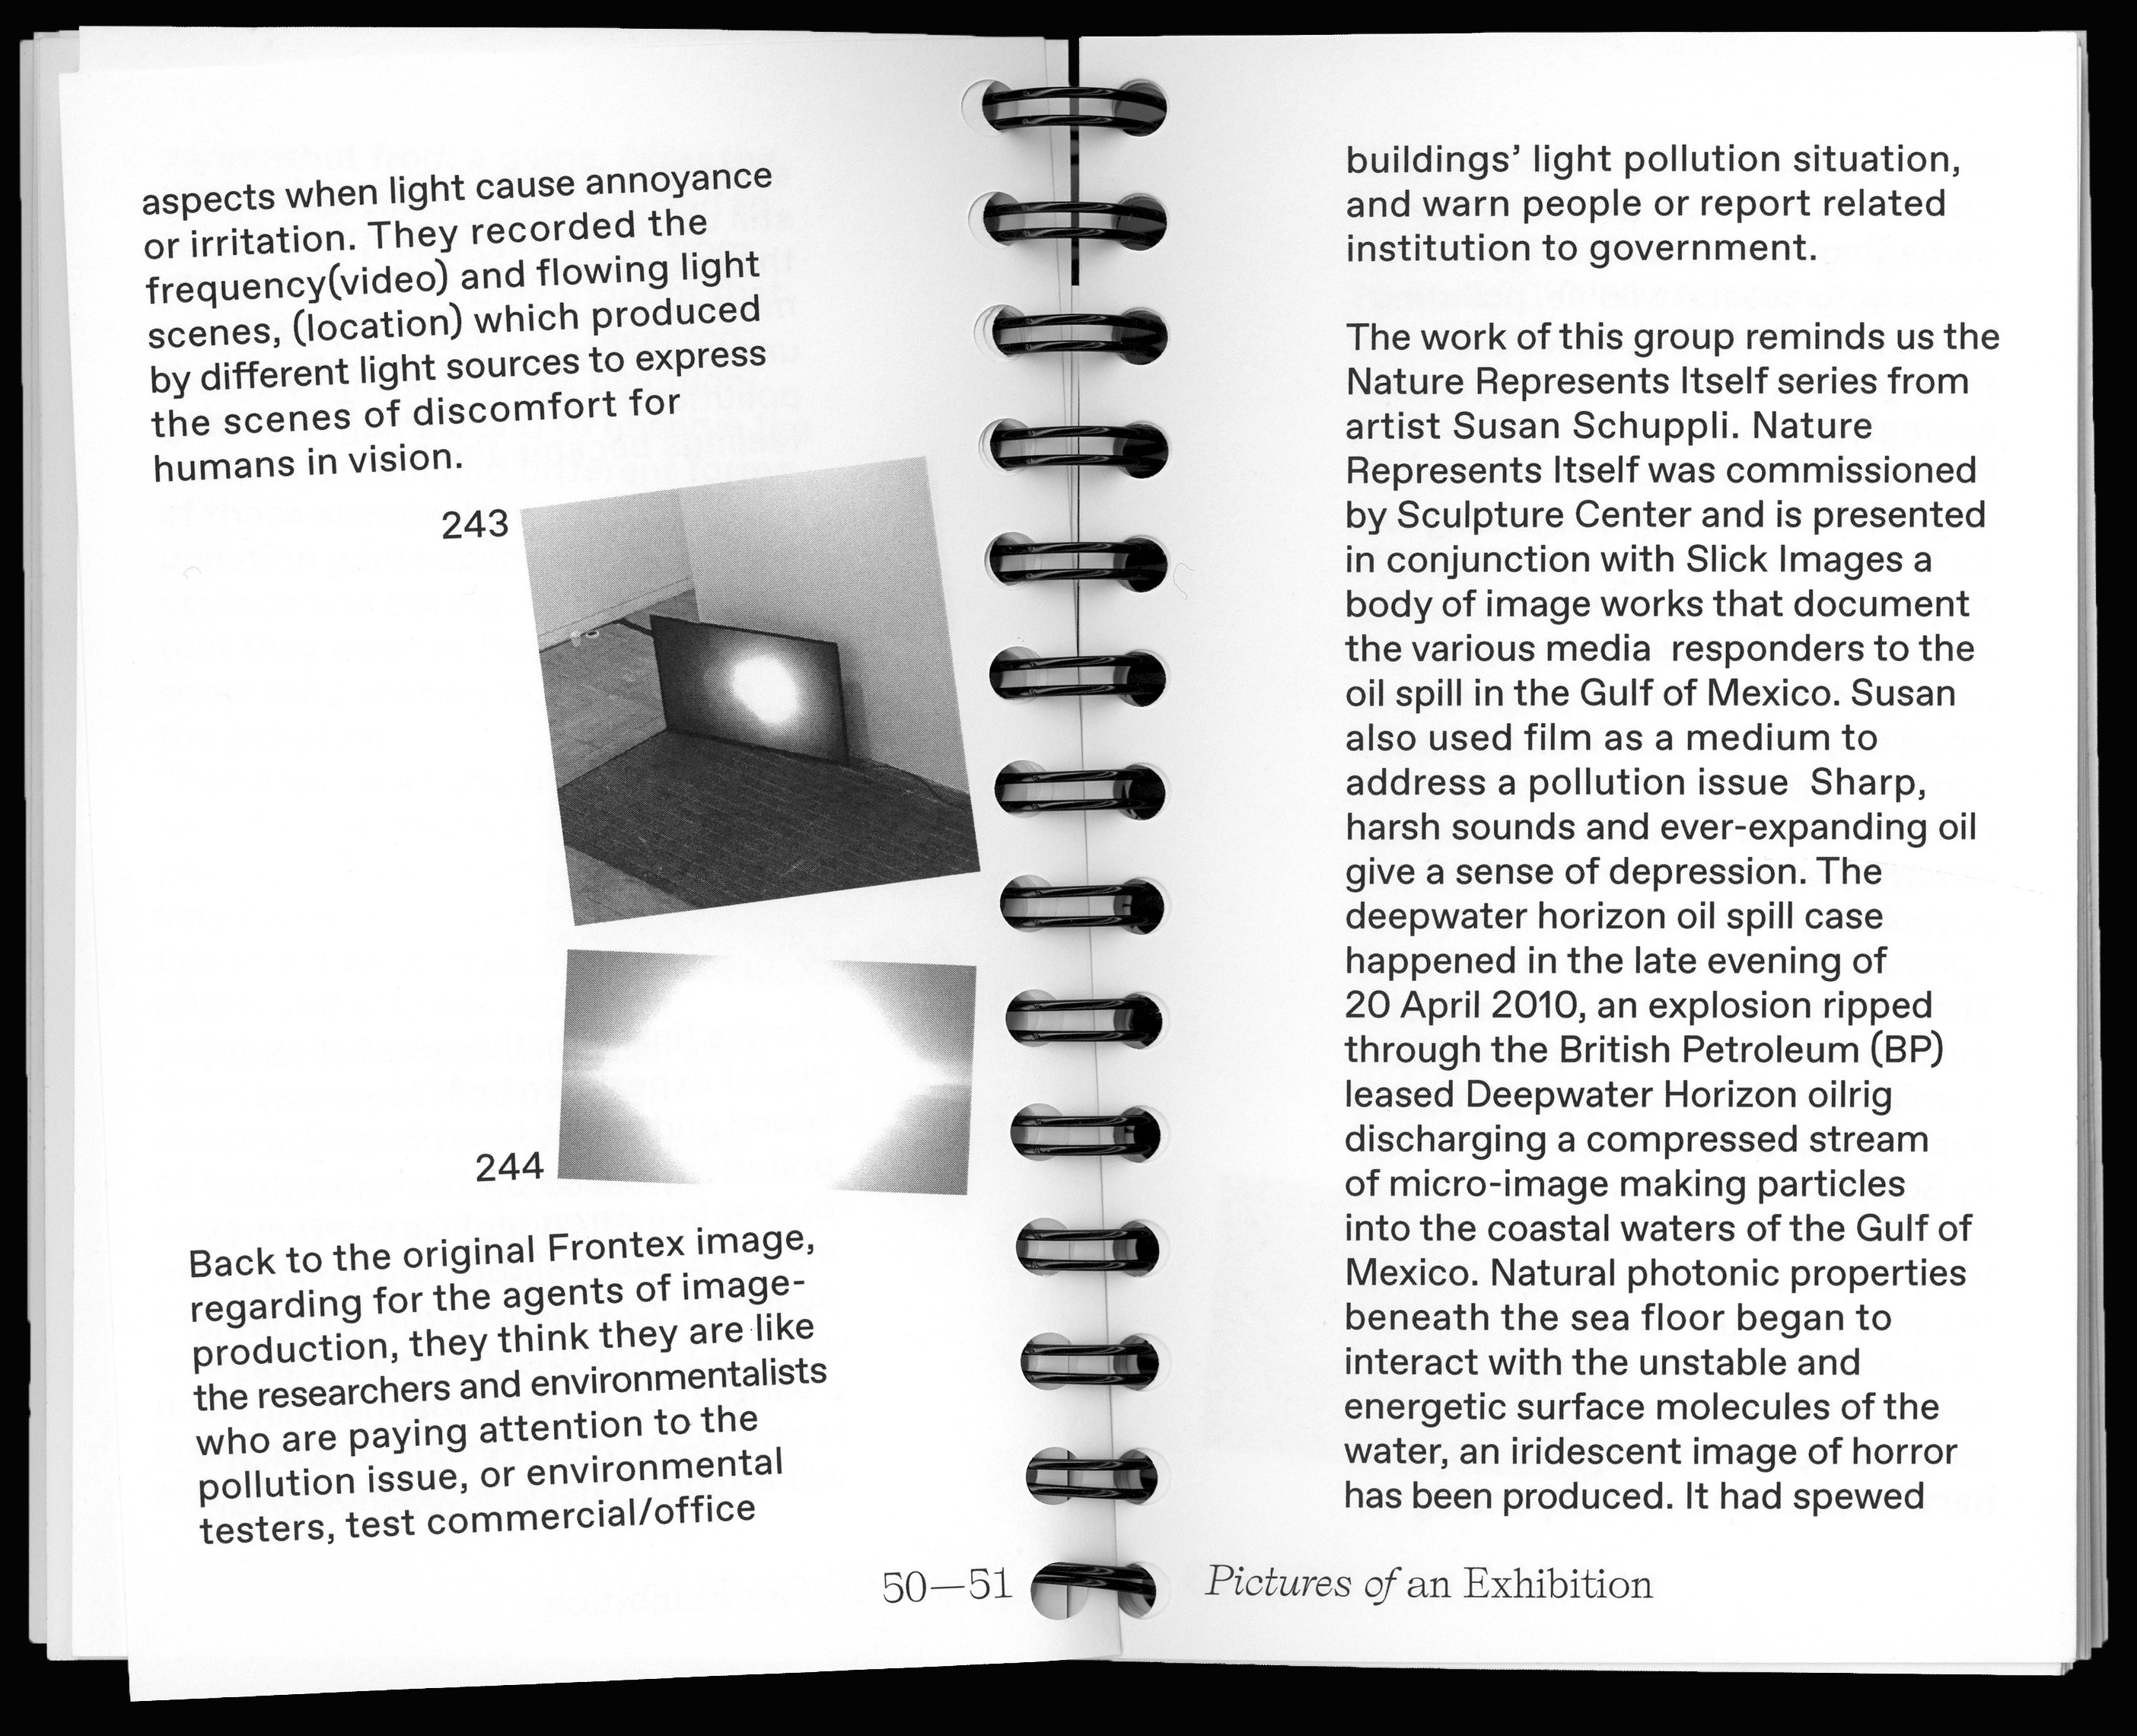 aspects when light cause annoyance
or irritation. They recorded the
frequency(video) and flowing light
scenes, (location) which produced
by different light sources to express
the scenes of discomfort for
humans in vision.
243
244
Back to the original Frontex image,
regarding for the agents of image-
production, they think they are like
the researchers and environmentalists
who are paying attention to the
pollution issue, or environmental
testers, test commercial/office
50—51
buildings’ light pollution situation,
and warn people or report related
institution to government.
The work of this group reminds us the
Nature Represents Itself series from
artist Susan Schuppli. Nature
Represents Itself was commissioned
by Sculpture Center and is presented
in conjunction with Slick Images a
body of image works that document
the various media  responders to the
oil spill in the Gulf of Mexico. Susan
also used film as a medium to
address a pollution issue  Sharp,
harsh sounds and ever-expanding oil
give a sense of depression. The
deepwater horizon oil spill case
happened in the late evening of
20 April 2010, an explosion ripped
through the British Petroleum (BP)
leased Deepwater Horizon oilrig
discharging a compressed stream
of micro-image making particles
into the coastal waters of the Gulf of
Mexico. Natural photonic properties
beneath the sea floor began to
interact with the unstable and
energetic surface molecules of the
water, an iridescent image of horror
has been produced. It had spewed
Pictures of an Exhibition